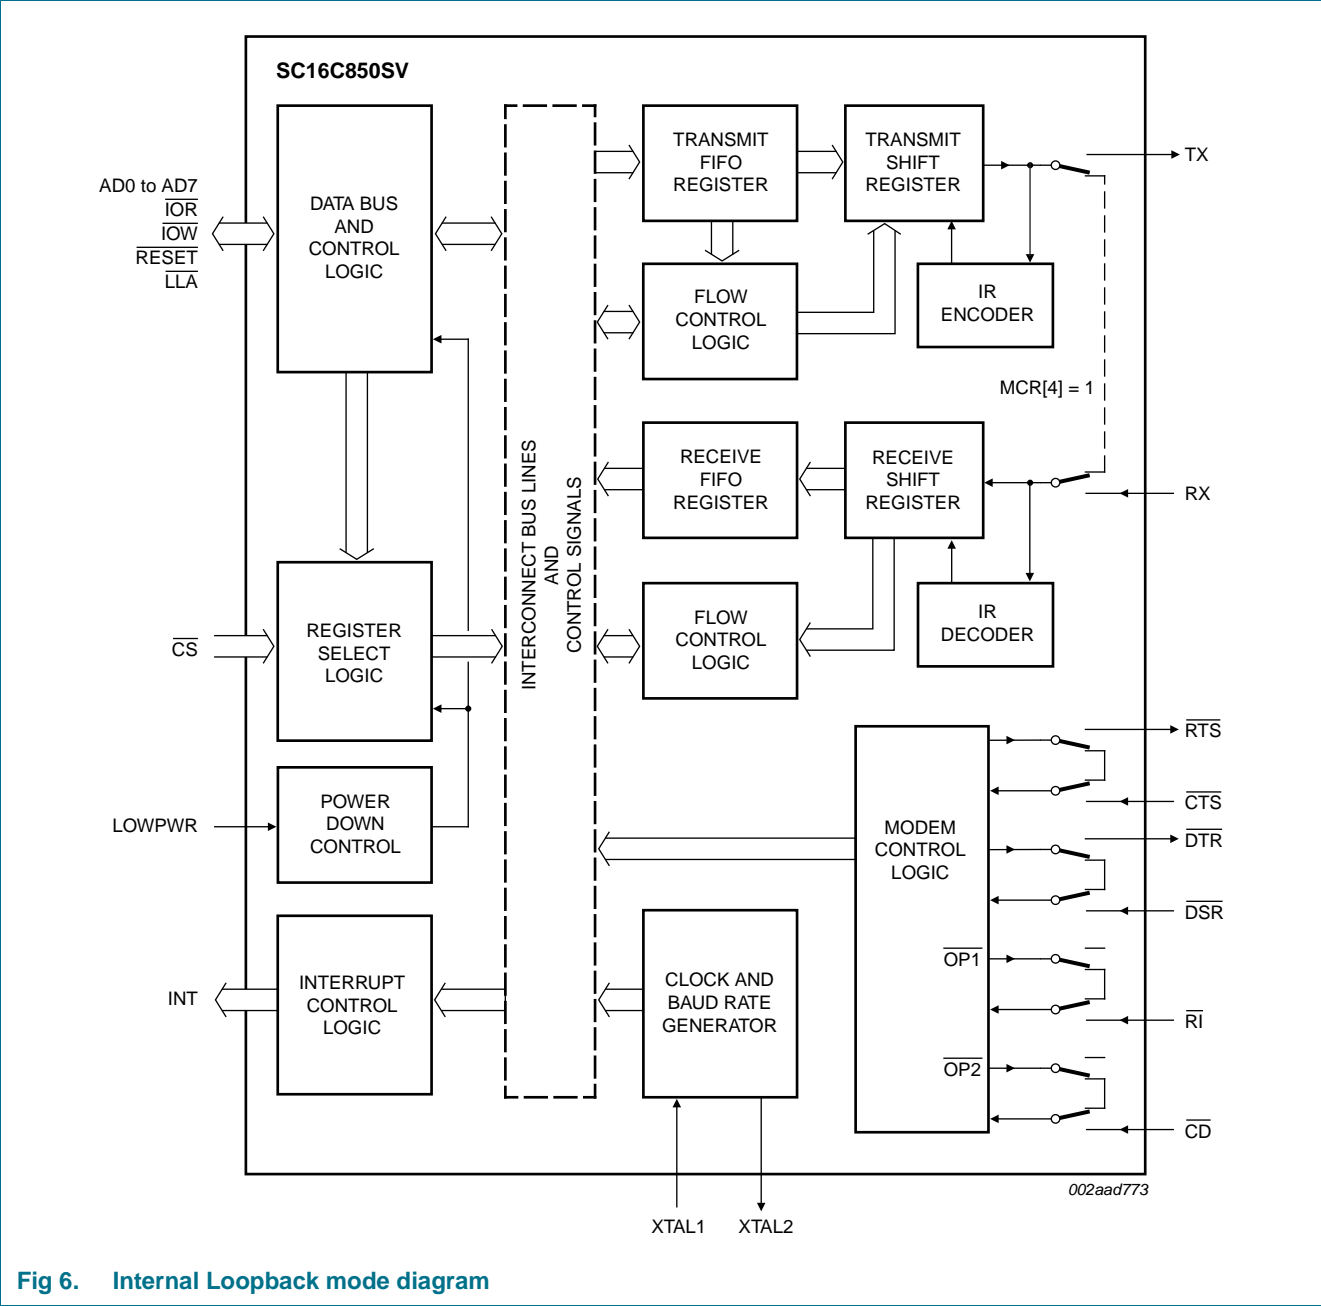 SC16C850SV
AD0 to AD7
IOR
IOW
RESET
LLA
DATA BUS
AND
CONTROL
LOGIC
TRANSMIT
FIFO
REGISTER
TRANSMIT
SHIFT
REGISTER
TX
FLOW
CONTROL
LOGIC
IR
ENCODER
MCR[4] = 1
RECEIVE
FIFO
REGISTER
RECEIVE
SHIFT
REGISTER
RX
INTERCONNECT BUS LINES
AND
CONTROL SIGNALS
CS
REGISTER
SELECT
LOGIC
FLOW
CONTROL
LOGIC
IR
DECODER
LOWPWR
POWER
DOWN
CONTROL
MODEM
CONTROL
LOGIC
RTS
CTS
DTR
DSR
OP1
RI
OP2
CD
INT
INTERRUPT
CONTROL
LOGIC
CLOCK AND
BAUD RATE
GENERATOR
XTAL1
XTAL2
002aad773
Fig 6. Internal Loopback mode diagram